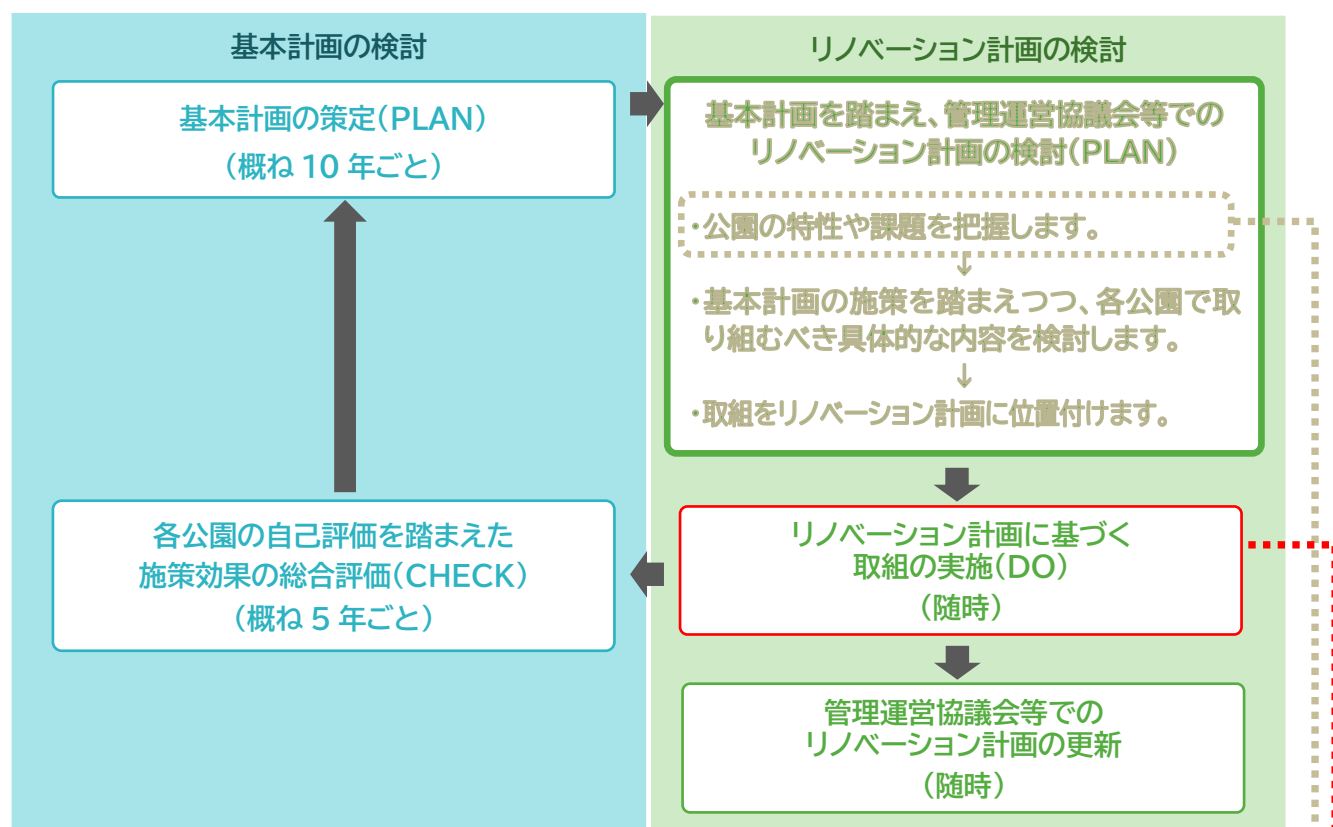 基本計画の検討
基本計画の策定(PLAN)
(概ね 10 年ごと)
各公園の自己評価を踏まえた
施策効果の総合評価(CHECK)
(概ね 5 年ごと)
リノベーション計画の検討
基本計画を踏まえ、管理運営協議会等での
リノベーション計画の検討(PLAN)
・公園の特性や課題を把握します。
↓
・基本計画の施策を踏まえつつ、各公園で取
り組むべき具体的な内容を検討します。
↓
・取組をリノベーション計画に位置付けます。
リノベーション計画に基づく
取組の実施(DO)
(随時)
管理運営協議会等での
リノベーション計画の更新
(随時)